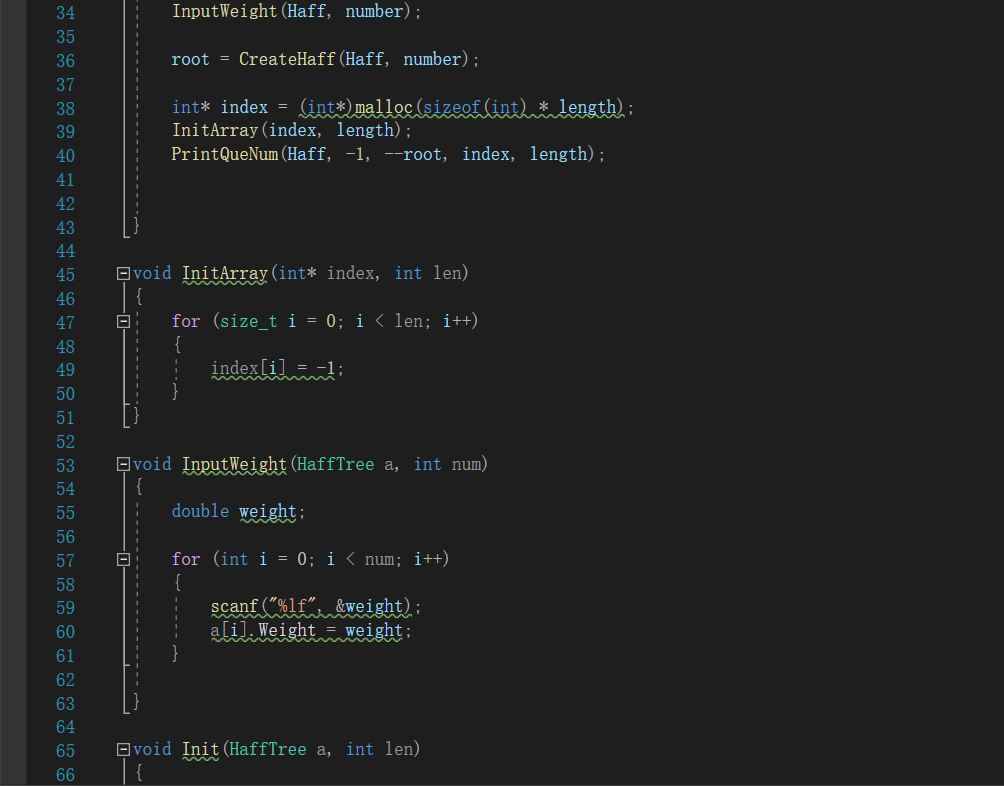 34 InputWeight(Haff, number);
35
36 root = CreateHaff(Haff, number);
37
38 int* index = (int*)malloc(sizeof(int) * length);
39 InitArray(index, length);
40 PrintQueNum(Haff, -1, --root, index, length);
41
42
43 }
44
45 void InitArray(int* index, int len)
46 {
47 for (size_t i = 0; i < len; i++)
48 {
49 index[i] = -1;
50 }
51 }
52
53 void InputWeight(HaffTree a, int num)
54 {
55 double weight;
56
57 for (int i = 0; i < num; i++)
58 {
59 scanf("%lf", &weight);
60 a[i].Weight = weight;
61 }
62
63 }
64
65 void Init(HaffTree a, int len)
66 {